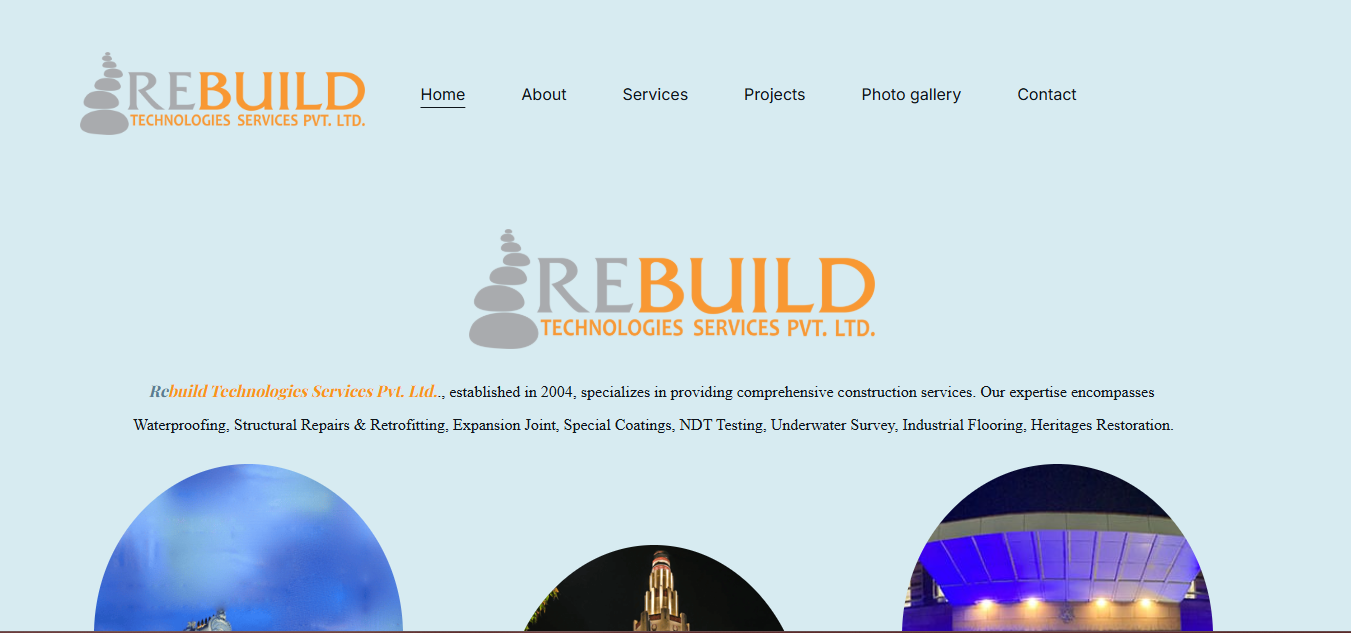 REBUILD
TECHNOLOGIES SERVICES PVT. LTD.
Home About Services Projects Photo gallery Contact
REBUILD
TECHNOLOGIES SERVICES PVT. LTD.
Rebuild Technologies Services Pvt. Ltd.., established in 2004, specializes in providing comprehensive construction services. Our expertise encompasses
Waterproofing, Structural Repairs & Retrofitting, Expansion Joint, Special Coatings, NDT Testing, Underwater Survey, Industrial Flooring, Heritages Restoration.